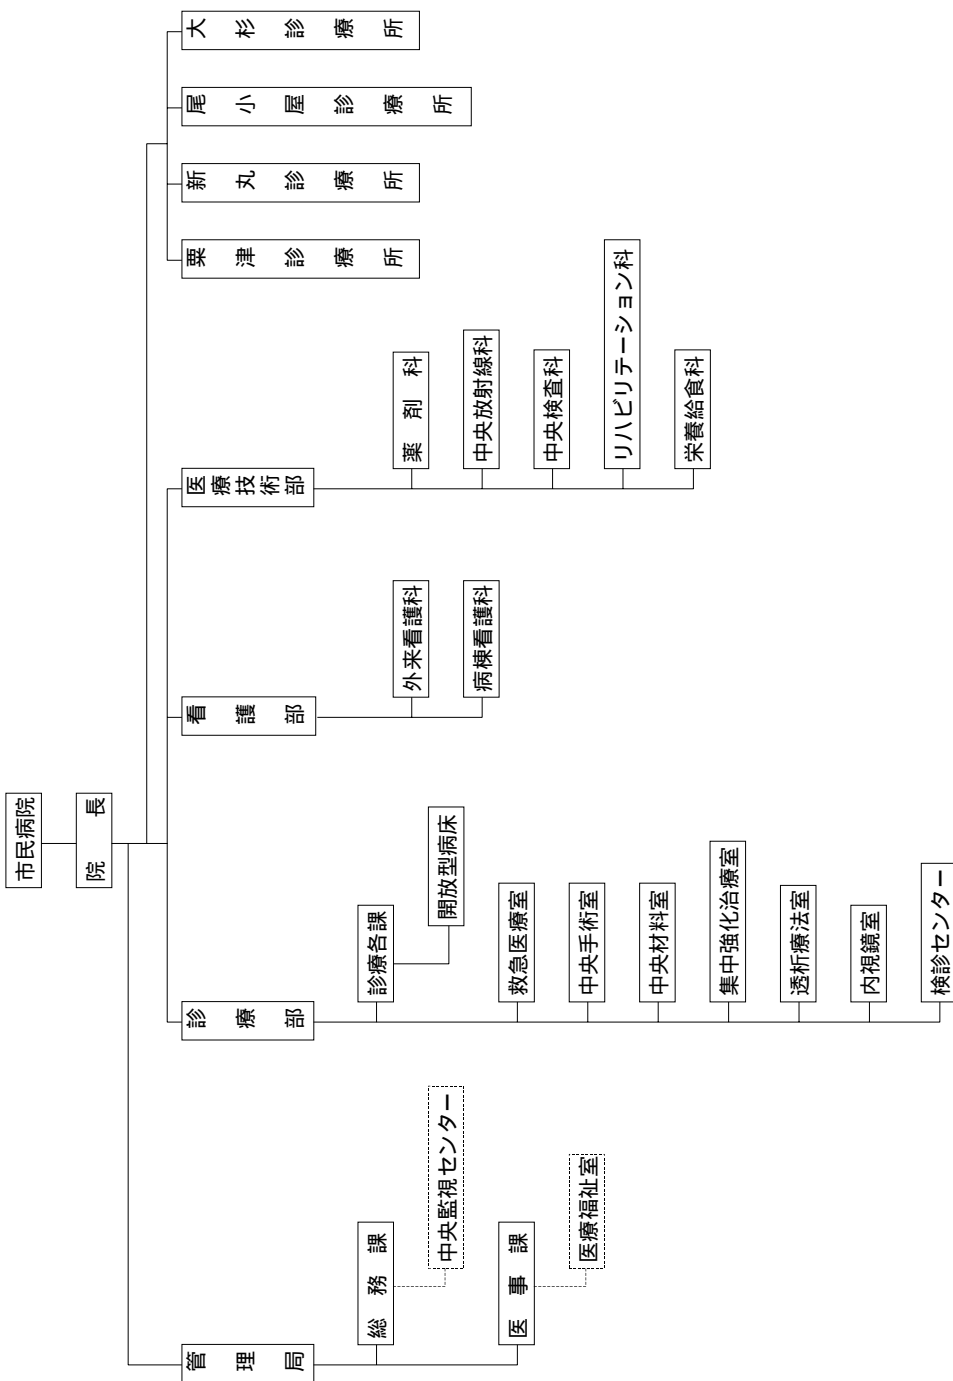 市民病院
院長
管理局
総務課
中央監視センター
医事課
医療福祉室
診療部
診療各課
開放型病床
救急医療室
中央手術室
中央材料室
集中強化治療室
透析療法室
内視鏡室
検診センター
看護部
外来看護科
病棟看護科
医療技術部
薬剤科
中央放射線科
中央検査科
リハビリテーション科
栄養給食科
粟津診療所
新丸診療所
尾小屋診療所
大杉診療所